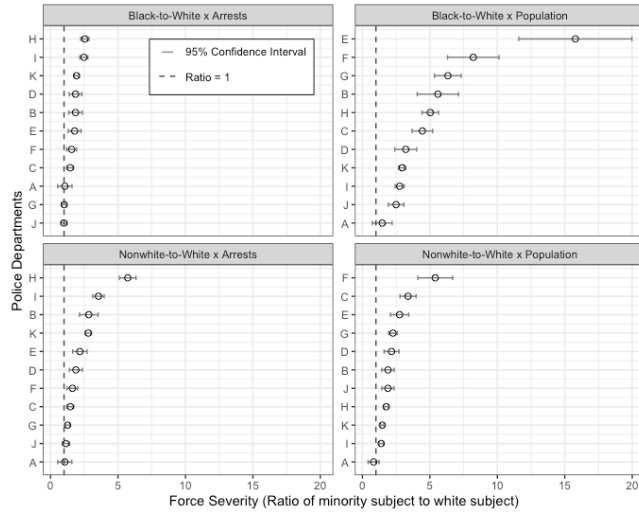 Black-to-White x Arrests
Black-to-White x Population
H
I
K
D
B
E
F
C
A
G
J
95% Confidence Interval
Ratio = 1
E
F
G
B
H
C
D
K
I
J
A
Police Departments
Nonwhite-to-White x Arrests
Nonwhite-to-White x Population
H
I
B
K
E
D
F
C
G
J
A
F
C
E
G
D
B
J
H
K
I
A
0 5 10 15 20
0 5 10 15 20
Force Severity (Ratio of minority subject to white subject)